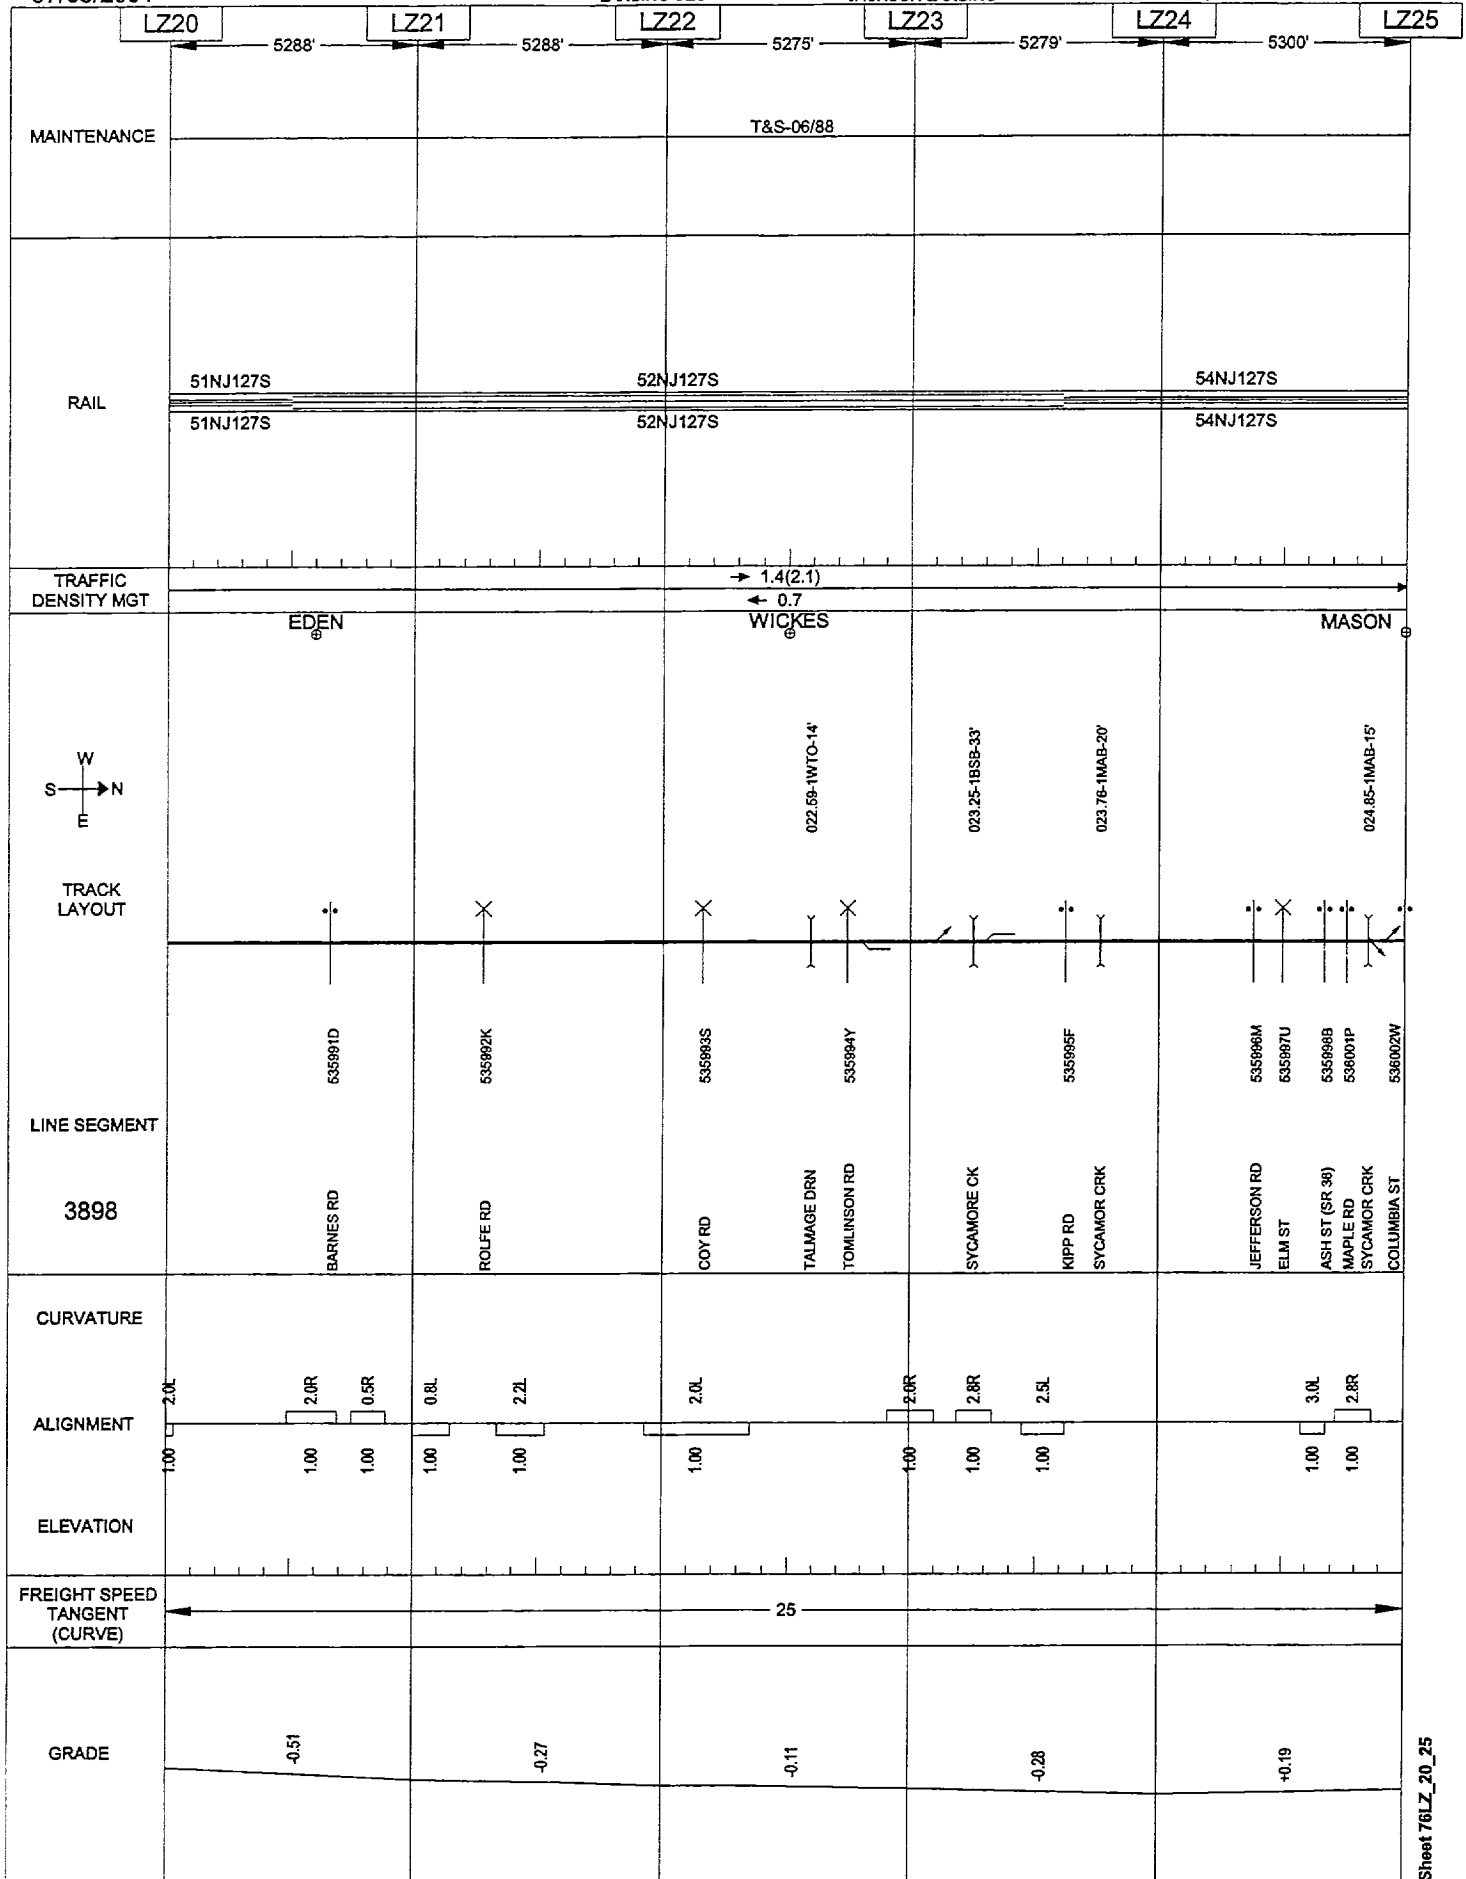 LZ20 LZ21 LZ22 LZ23 LZ24 LZ25
5288' 5288' 5275' 5279' 5300'
MAINTENANCE
T&S-06/88
RAIL
51NJ127S 52NJ127S 54NJ127S
51NJ127S 52NJ127S 54NJ127S
TRAFFIC
DENSITY MGT
→ 1.4(2.1)
← 0.7
EDEN WICKES MASON
W
S N
E
022.59-1WTO-14'
023.25-1BSB-33'
023.76-1MAB-20'
024.85-1MAB-15'
TRACK
LAYOUT
535991D
535992K
535993S
535994Y
535995F
535996M
535997U
535998B
536001P
536002W
LINE SEGMENT
3898
BARNES RD
ROLFE RD
COY RD
TALMAGE DRN
TOMLINSON RD
SYCAMORE CK
KIPP RD
SYCAMOR CRK
JEFFERSON RD
ELM ST
ASH ST (SR 36)
MAPLE RD
SYCAMOR CRK
COLUMBIA ST
CURVATURE
2.0L 2.0R 0.5R 0.8L 2.2L 2.0L 2.0R 2.8R 2.5L 3.0L 2.8R
ALIGNMENT
1.00 1.00 1.00 1.00 1.00 1.00 1.00 1.00 1.00 1.00 1.00
ELEVATION
FREIGHT SPEED
TANGENT
(CURVE)
25
GRADE
-0.51 -0.27 -0.11 -0.28 +0.19
Sheet 76LZ_20_25